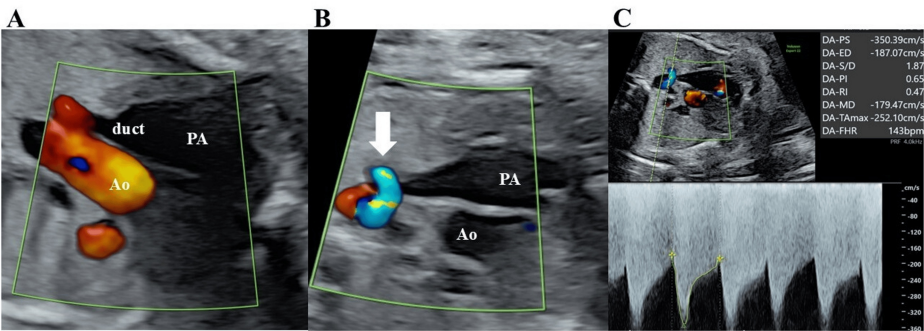 A
B
C
duct
PA
Ao
PA
Ao
DA-PS -350.39cm/s
DA-ED -187.07cm/s
DA-S/D 1.87
DA-PI 0.65
DA-RI 0.47
DA-MD -179.47cm/s
DA-TAmax -252.10cm/s
DA-FHR 143bpm
PRF 4.0kHz
cm/s
-40
-80
-120
-160
-200
-240
-280
-320
-360